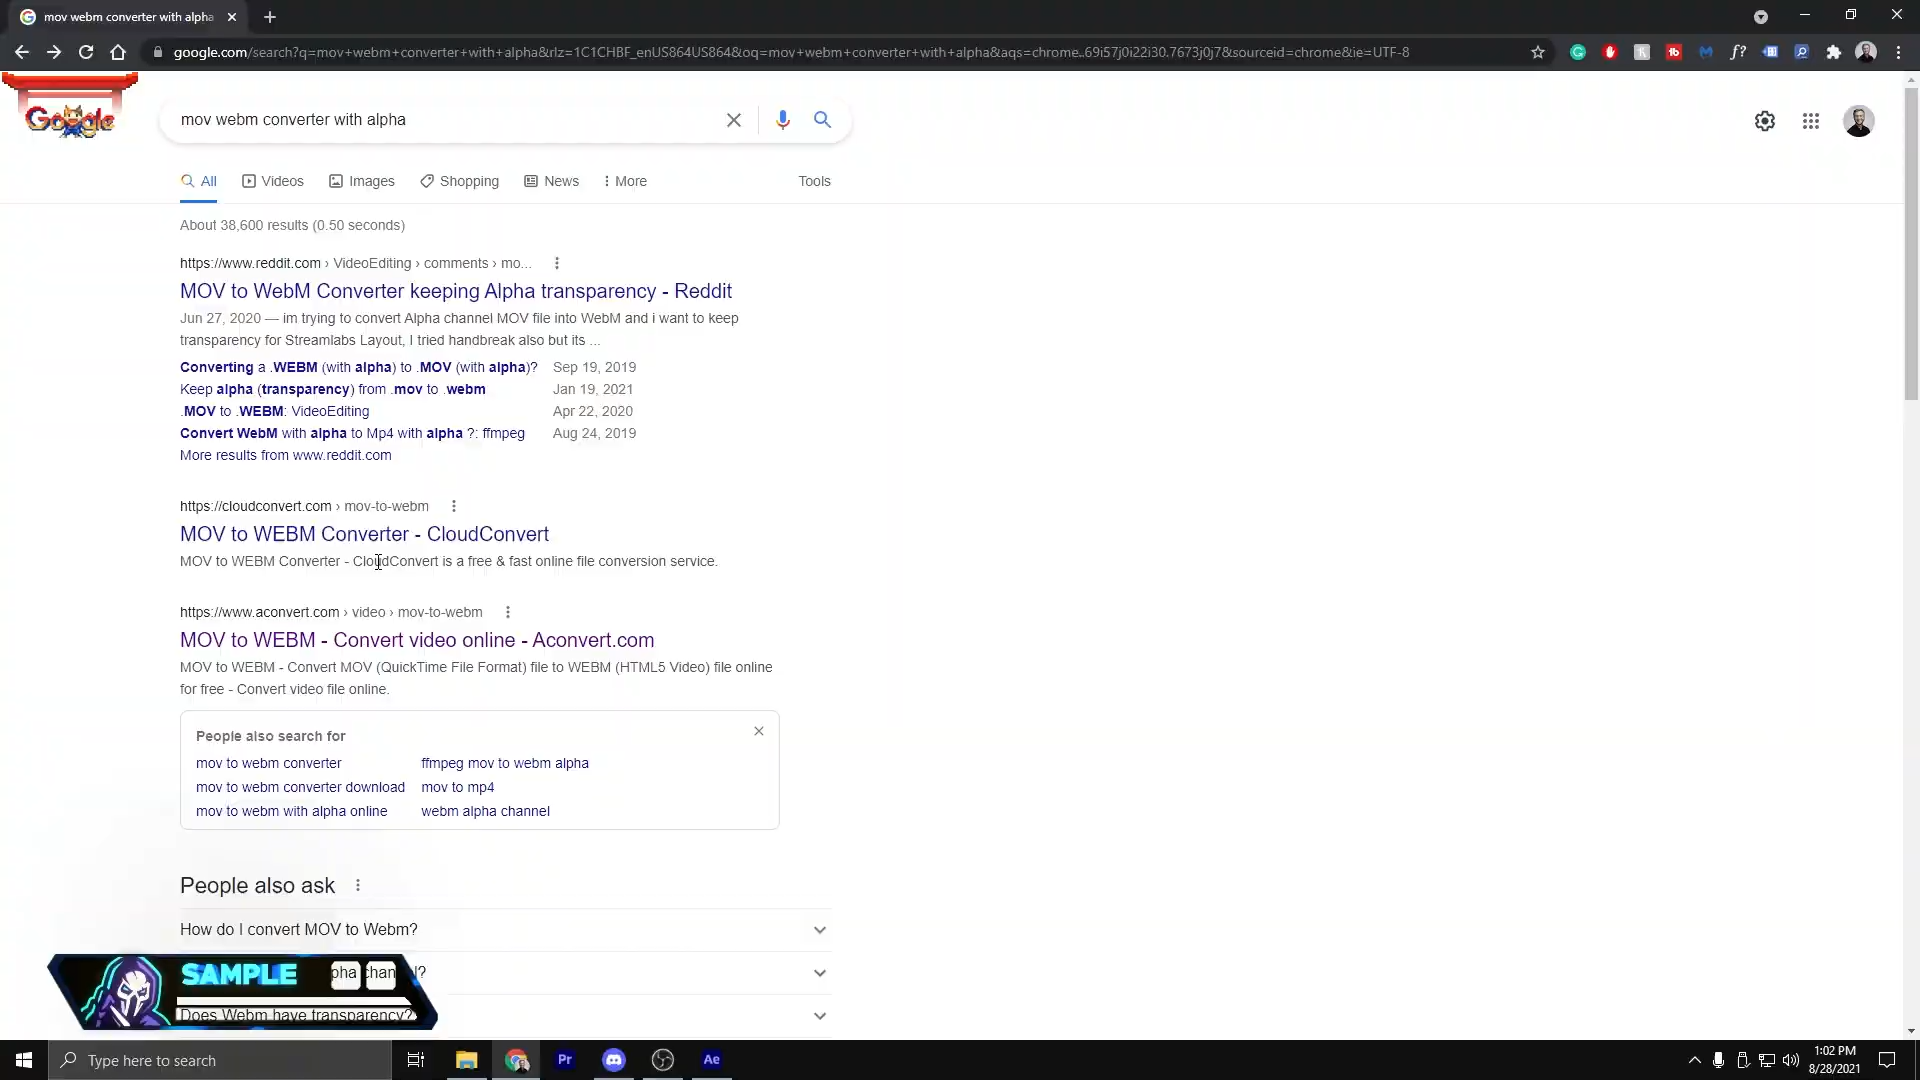 mov webm converter with alpha
google.com/search?q=mov+webm+converter+with+alpha&rlz=1C1CHBF_enUS864US864&oq=mov+webm+converter+with+alpha&aqs=chrome..69i57j0i22i30.7673j0j7&sourceid=chrome&ie=UTF-8
Google
mov webm converter with alpha
All Videos Images Shopping News More Tools
About 38,600 results (0.50 seconds)
https://www.reddit.com › VideoEditing › comments › mo...
MOV to WebM Converter keeping Alpha transparency - Reddit
Jun 27, 2020 — im trying to convert Alpha channel MOV file into WebM and i want to keep
transparency for Streamlabs Layout, I tried handbreak also but its ...
Converting a .WEBM (with alpha) to .MOV (with alpha)? Sep 19, 2019
Keep alpha (transparency) from .mov to .webm Jan 19, 2021
.MOV to .WEBM: VideoEditing Apr 22, 2020
Convert WebM with alpha to Mp4 with alpha ?: ffmpeg Aug 24, 2019
More results from www.reddit.com
https://cloudconvert.com › mov-to-webm
MOV to WEBM Converter - CloudConvert
MOV to WEBM Converter - CloudConvert is a free & fast online file conversion service.
https://www.aconvert.com › video › mov-to-webm
MOV to WEBM - Convert video online - Aconvert.com
MOV to WEBM - Convert MOV (QuickTime File Format) file to WEBM (HTML5 Video) file online
for free - Convert video file online.
People also search for
mov to webm converter ffmpeg mov to webm alpha
mov to webm converter download mov to mp4
mov to webm with alpha online webm alpha channel
People also ask
How do I convert MOV to Webm?
SAMPLE
Does Webm have transparency?
Type here to search
Pr
Ae
1:02 PM
8/28/2021